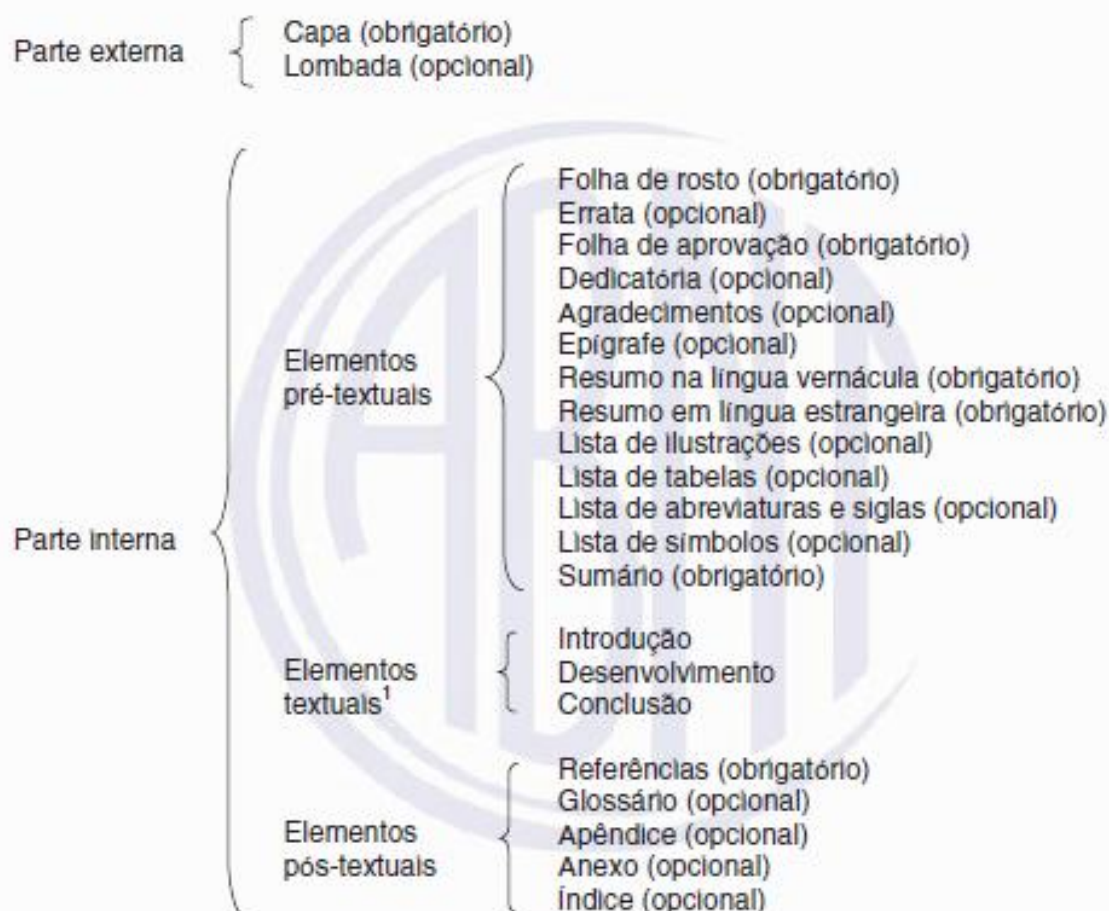 Parte externa
Capa (obrigatório)
Lombada (opcional)
Parte interna
Elementos
pré-textuais
Folha de rosto (obrigatório)
Errata (opcional)
Folha de aprovação (obrigatório)
Dedicatória (opcional)
Agradecimentos (opcional)
Epígrafe (opcional)
Resumo na língua vernácula (obrigatório)
Resumo em língua estrangeira (obrigatório)
Lista de ilustrações (opcional)
Lista de tabelas (opcional)
Lista de abreviaturas e siglas (opcional)
Lista de símbolos (opcional)
Sumário (obrigatório)
Elementos
textuais¹
Introdução
Desenvolvimento
Conclusão
Elementos
pós-textuais
Referências (obrigatório)
Glossário (opcional)
Apêndice (opcional)
Anexo (opcional)
Índice (opcional)